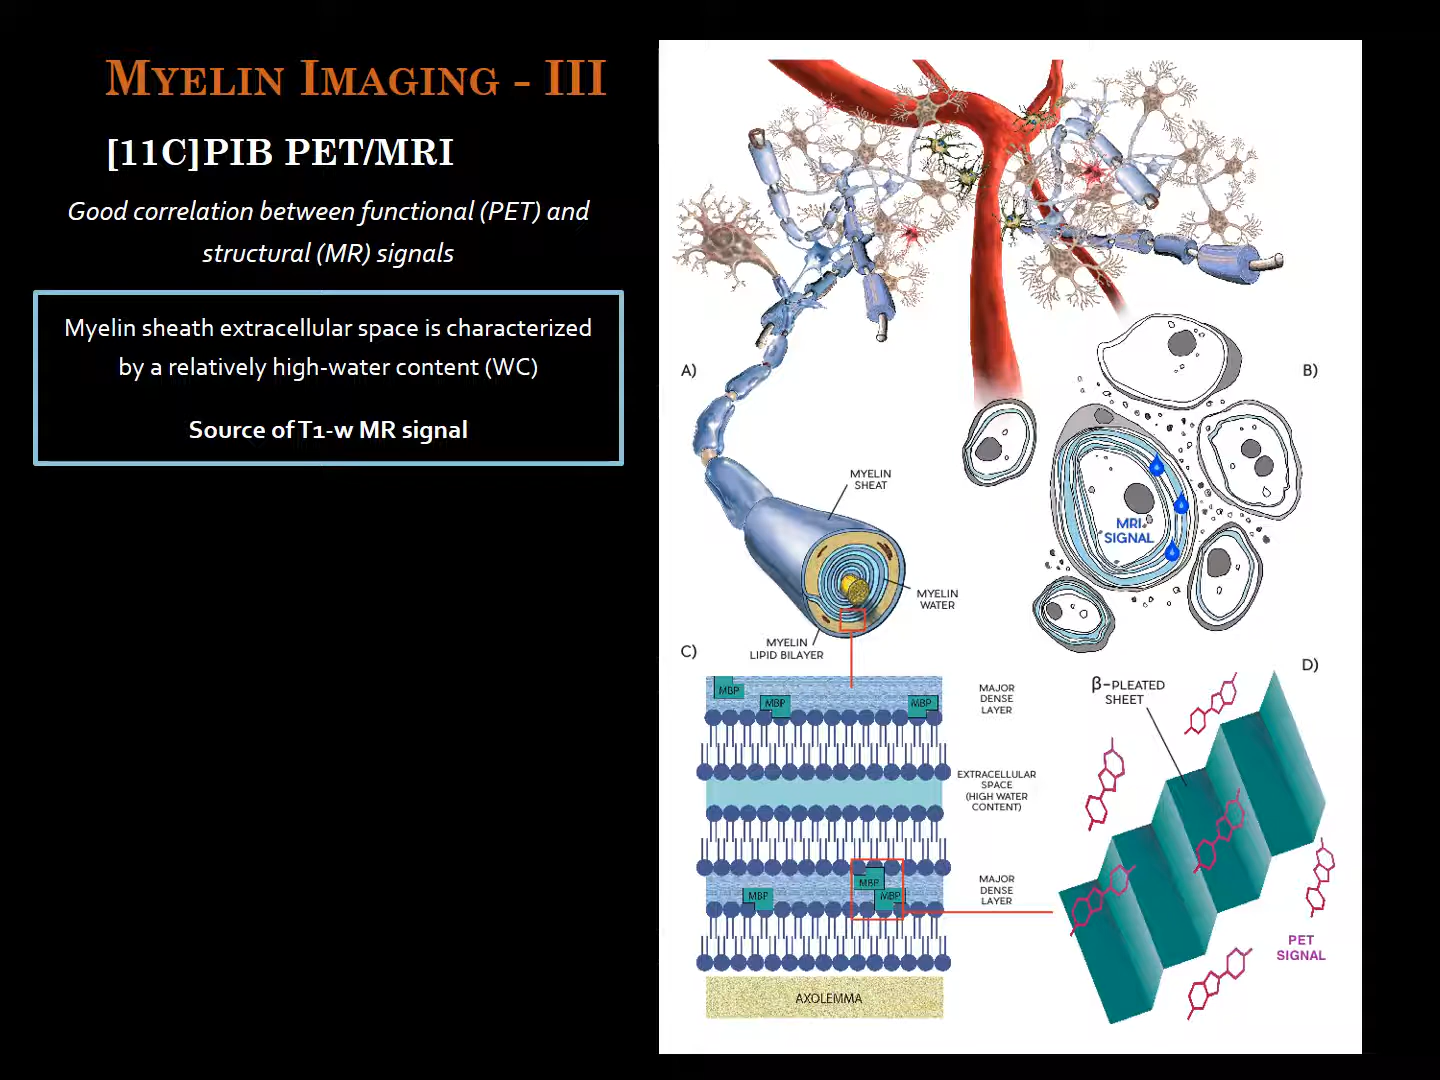 MYELIN IMAGING - III
[11C]PIB PET/MRI
Good correlation between functional (PET) and
structural (MR) signals
Myelin sheath extracellular space is characterized
by a relatively high-water content (WC)
Source of T1-w MR signal
A)
B)
MYELIN
SHEAT
MRI
SIGNAL
MYELIN
WATER
MYELIN
LIPID BILAYER
C)
D)
MBP
MBP
MBP
MAJOR
DENSE
LAYER
β-PLEATED
SHEET
EXTRACELLULAR
SPACE
(HIGH WATER
CONTENT)
MBP
MBP
MBP
MAJOR
DENSE
LAYER
PET
SIGNAL
AXOLEMMA